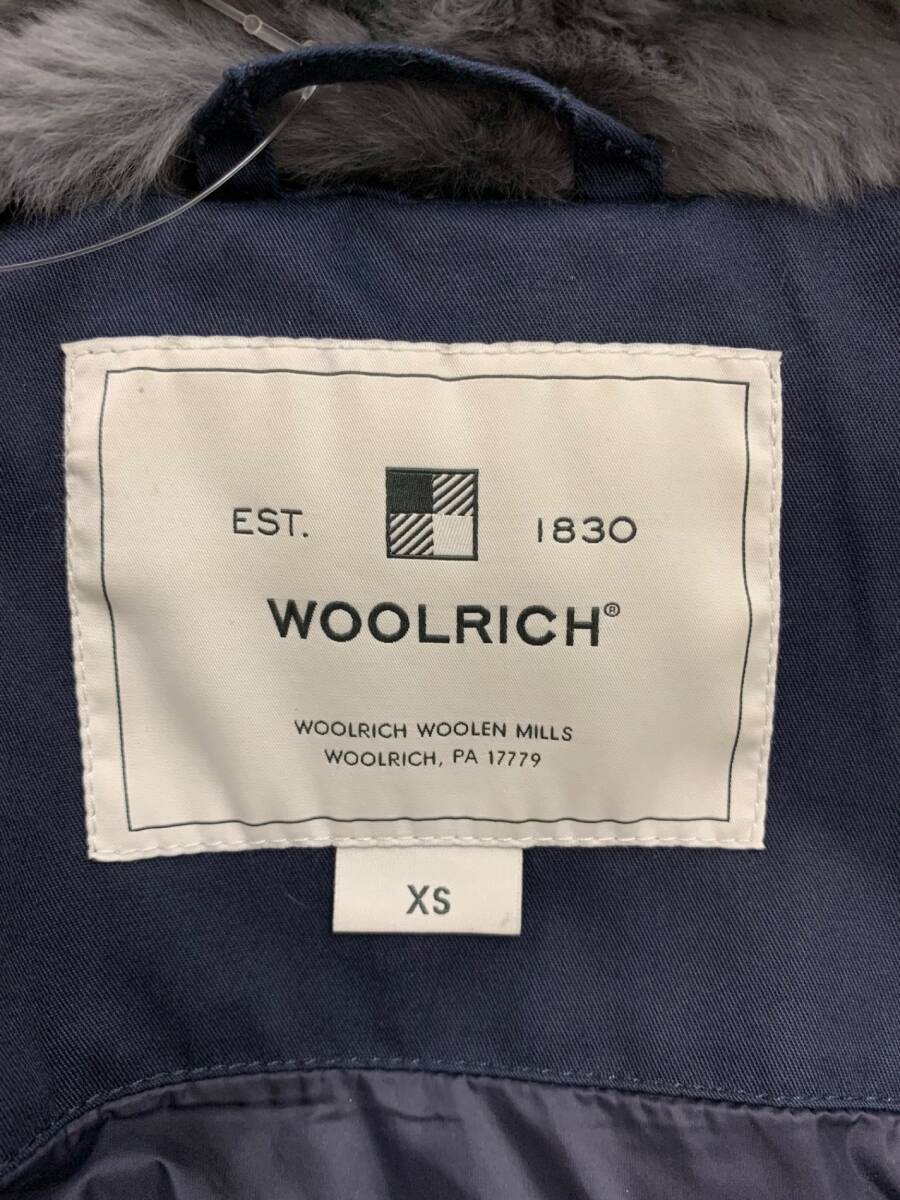 EST. 1830
WOOLRICH®
WOOLRICH WOOLEN MILLS
WOOLRICH, PA 17779
XS